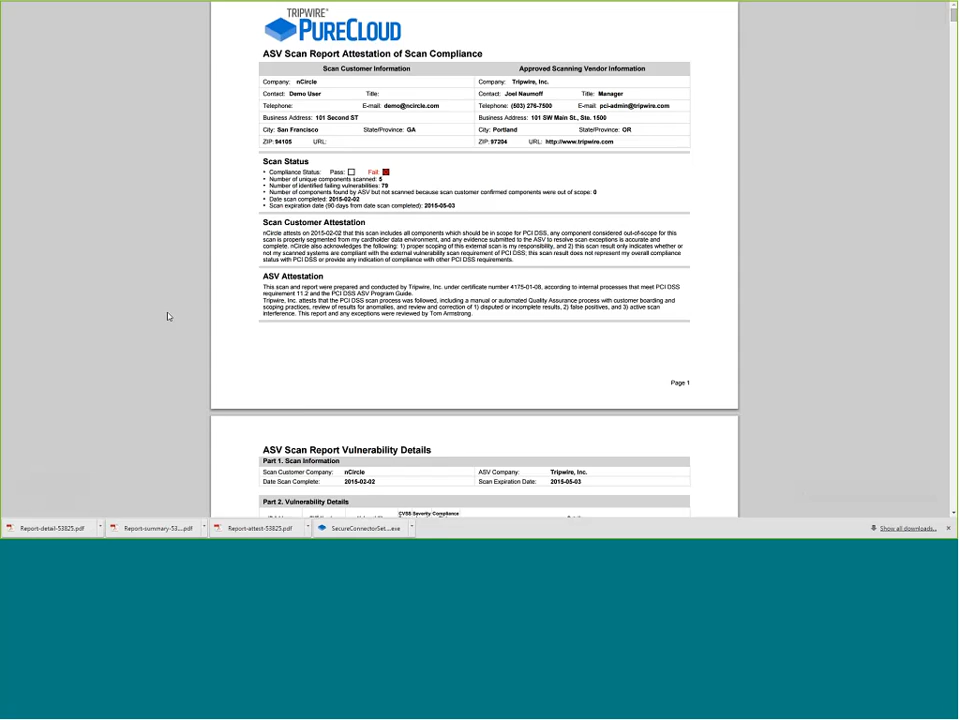 TRIPWIRE
PURECLOUD
ASV Scan Report Attestation of Scan Compliance
Scan Customer Information Approved Scanning Vendor Information
Company: nCircle Company: Tripwire, Inc.
Contact: Demo User Title: Contact: Joel Naumoff Title: Manager
Telephone: E-mail: demo@ncircle.com Telephone: (503) 276-7500 E-mail: pci-admin@tripwire.com
Business Address: 101 Second ST Business Address: 101 SW Main St., Ste. 1500
City: San Francisco State/Province: GA City: Portland State/Province: OR
ZIP: 94105 URL: ZIP: 97204 URL: http://www.tripwire.com
Scan Status
• Compliance Status: Pass: Fail:
• Number of unique components scanned: 5
• Number of identified failing vulnerabilities: 79
• Number of components found by ASV but not scanned because scan customer confirmed components were out of scope: 0
• Date scan completed: 2015-02-02
• Scan expiration date (90 days from date scan completed): 2015-05-03
Scan Customer Attestation
nCircle attests on 2015-02-02 that this scan includes all components which should be in scope for PCI DSS, any component considered out-of-scope for this
scan is properly segmented from my cardholder data environment, and any evidence submitted to the ASV to resolve scan exceptions is accurate and
complete. nCircle also acknowledges the following: 1) proper scoping of this external scan is my responsibility, and 2) this scan result only indicates whether or
not my scanned systems are compliant with the external vulnerability scan requirement of PCI DSS; this scan result does not represent my overall compliance
status with PCI DSS or provide any indication of compliance with other PCI DSS requirements.
ASV Attestation
This scan and report were prepared and conducted by Tripwire, Inc. under certificate number 4175-01-08, according to internal processes that meet PCI DSS
requirement 11.2 and the PCI DSS ASV Program Guide.
Tripwire, Inc. attests that the PCI DSS scan process was followed, including a manual or automated Quality Assurance process with customer boarding and
scoping practices, review of results for anomalies, and review and correction of 1) disputed or incomplete results, 2) false positives, and 3) active scan
interference. This report and any exceptions were reviewed by Tom Armstrong.
Page 1
ASV Scan Report Vulnerability Details
Part 1. Scan Information
Scan Customer Company: nCircle ASV Company: Tripwire, Inc.
Date Scan Complete: 2015-02-02 Scan Expiration Date: 2015-05-03
Part 2. Vulnerability Details
CVSS Severity Compliance
Report-detail-53825.pdf Report-summary-53....pdf Report-attest-53825.pdf SecureConnectorSet....exe Show all downloads...